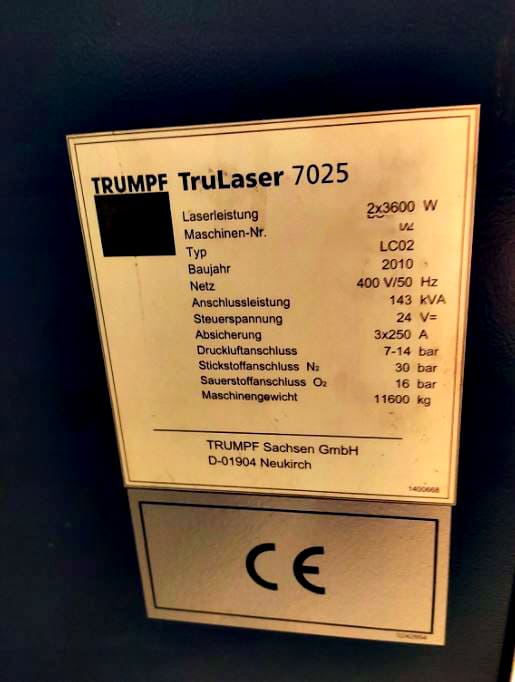 TRUMPF TruLaser 7025
Laserleistung 2x3600 W
Maschinen-Nr.
Typ LC02
Baujahr 2010
Netz 400 V/50 Hz
Anschlussleistung 143 kVA
Steuerspannung 24 V=
Absicherung 3x250 A
Druckluftanschluss 7-14 bar
Stickstoffanschluss N₂ 30 bar
Sauerstoffanschluss O₂ 16 bar
Maschinengewicht 11600 kg
TRUMPF Sachsen GmbH
D-01904 Neukirch
1400668
CE